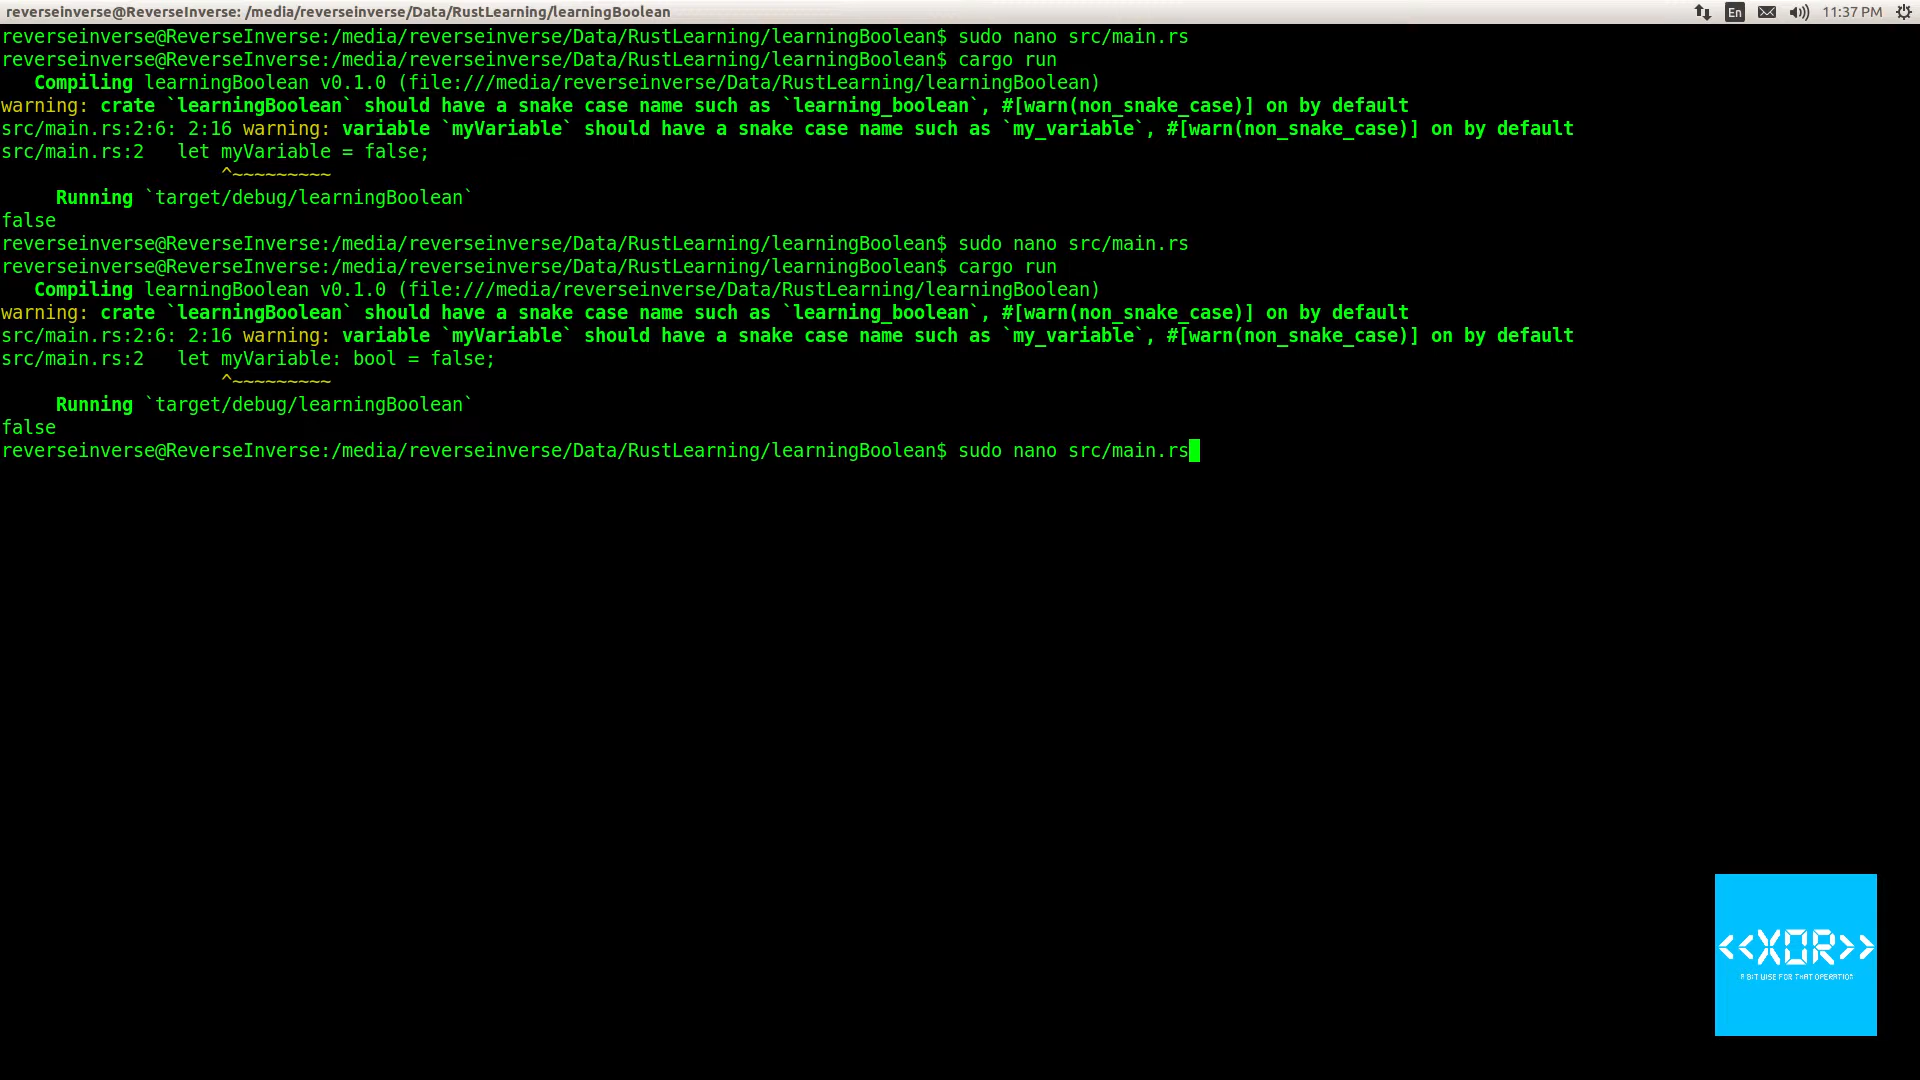 reverseinverse@ReverseInverse: /media/reverseinverse/Data/RustLearning/learningBoolean
En
11:37 PM
reverseinverse@ReverseInverse:/media/reverseinverse/Data/RustLearning/learningBoolean$ sudo nano src/main.rs
reverseinverse@ReverseInverse:/media/reverseinverse/Data/RustLearning/learningBoolean$ cargo run
   Compiling learningBoolean v0.1.0 (file:///media/reverseinverse/Data/RustLearning/learningBoolean)
warning: crate `learningBoolean` should have a snake case name such as `learning_boolean`, #[warn(non_snake_case)] on by default
src/main.rs:2:6: 2:16 warning: variable `myVariable` should have a snake case name such as `my_variable`, #[warn(non_snake_case)] on by default
src/main.rs:2   let myVariable = false;
                    ^~~~~~~~~~
     Running `target/debug/learningBoolean`
false
reverseinverse@ReverseInverse:/media/reverseinverse/Data/RustLearning/learningBoolean$ sudo nano src/main.rs
reverseinverse@ReverseInverse:/media/reverseinverse/Data/RustLearning/learningBoolean$ cargo run
   Compiling learningBoolean v0.1.0 (file:///media/reverseinverse/Data/RustLearning/learningBoolean)
warning: crate `learningBoolean` should have a snake case name such as `learning_boolean`, #[warn(non_snake_case)] on by default
src/main.rs:2:6: 2:16 warning: variable `myVariable` should have a snake case name such as `my_variable`, #[warn(non_snake_case)] on by default
src/main.rs:2   let myVariable: bool = false;
                    ^~~~~~~~~~
     Running `target/debug/learningBoolean`
false
reverseinverse@ReverseInverse:/media/reverseinverse/Data/RustLearning/learningBoolean$ sudo nano src/main.rs
<<XOR>>
A BIT WISE FOR THAT OPERATION